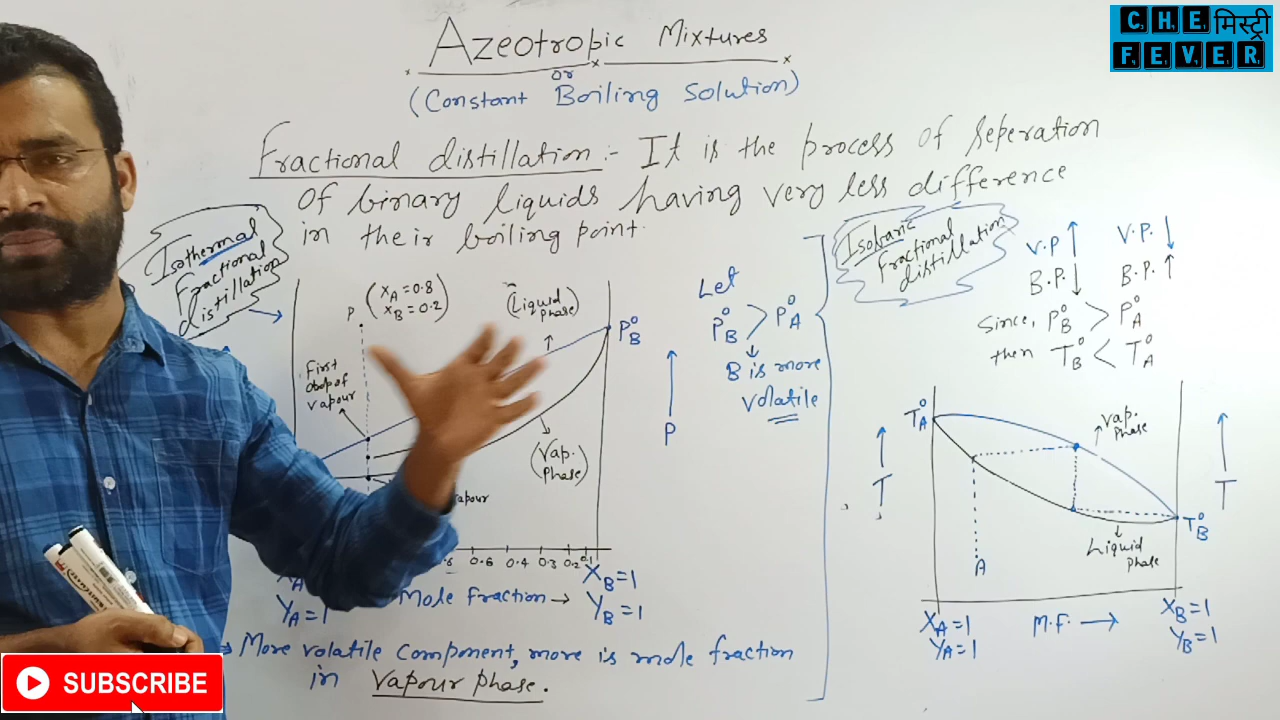 CHEमिस्ट्री
FEVER
Azeotropic Mixtures
or
(Constant Boiling Solution)
Fractional distillation:- It is the process of seperation
of binary liquids having very less difference
in their boiling point.
Isothermal
Fractional
distillation
P
(xA = 0.8
xB = 0.2)
(Liquid
phase)
First
drop of
vapour
P°B
(Vap.
phase)
vapour
0.6 0.4 0.3 0.2 0.1
XB=1
YA=1
Mole fraction →
YB=1
→ More volatile component, more is mole fraction
in Vapour phase.
P
Let
P°B > P°A
B is more
volatile
Isobaric
Fractional
distillation
V.P ↑ V.P. ↓
B.P. ↓ B.P. ↑
Since, P°B > P°A
then T°B < T°A
T°A
Vap.
phase
T
T
T°B
Liquid
phase
A
XA=1
YA=1
M.F. →
XB=1
YB=1
SUBSCRIBE